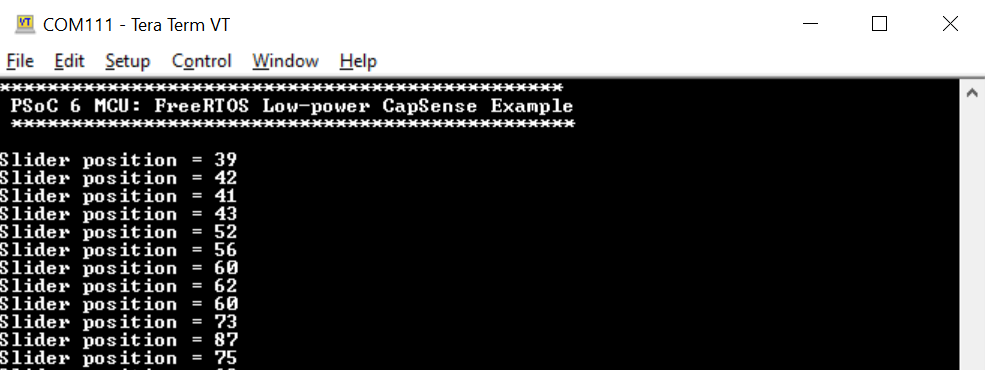 VT
COM111 - Tera Term VT
File Edit Setup Control Window Help
***********************************************
PSoC 6 MCU: FreeRTOS Low-power CapSense Example
***********************************************
Slider position = 39
Slider position = 42
Slider position = 41
Slider position = 43
Slider position = 52
Slider position = 56
Slider position = 60
Slider position = 62
Slider position = 60
Slider position = 73
Slider position = 87
Slider position = 75